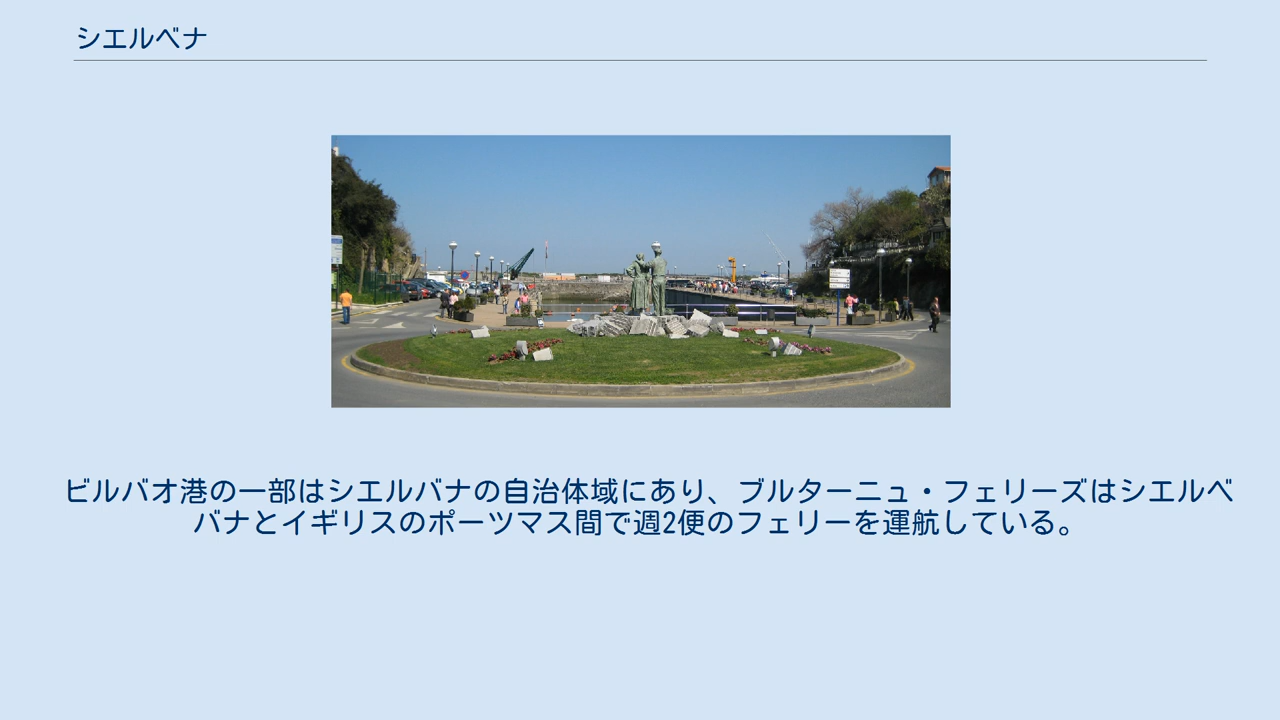 シエルベナ
ビルバオ港の一部はシエルバナの自治体域にあり、ブルターニュ・フェリーズはシエルベ
バナとイギリスのポーツマス間で週2便のフェリーを運航している。